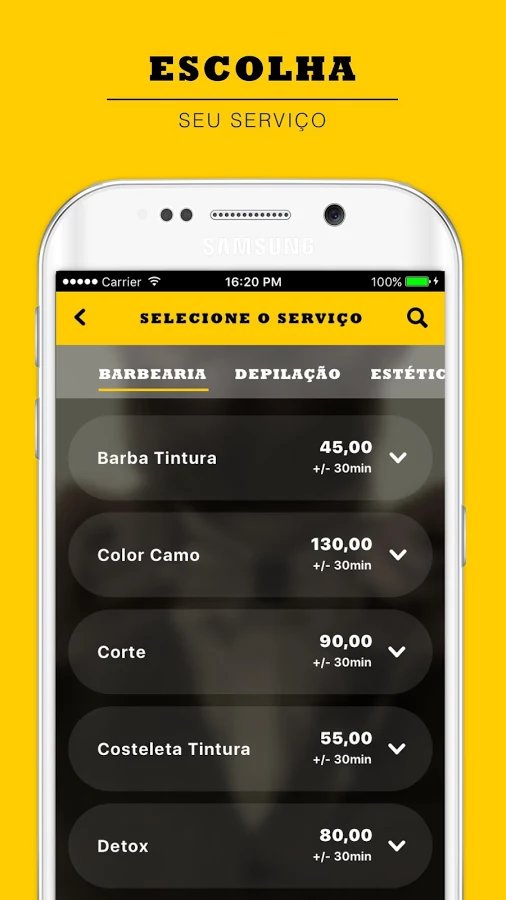 ESCOLHA
SEU SERVIÇO
SAMSUNG
Carrier 16:20 PM 100%
SELECIONE O SERVIÇO
BARBEARIA DEPILAÇÃO ESTÉTIC
Barba Tintura 45,00
+/- 30min
Color Camo 130,00
+/- 30min
Corte 90,00
+/- 30min
Costeleta Tintura 55,00
+/- 30min
Detox 80,00
+/- 30min